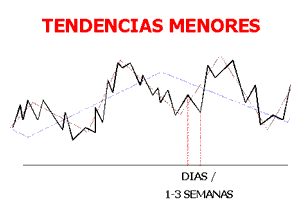 TENDENCIAS MENORES
DIAS /
1-3 SEMANAS